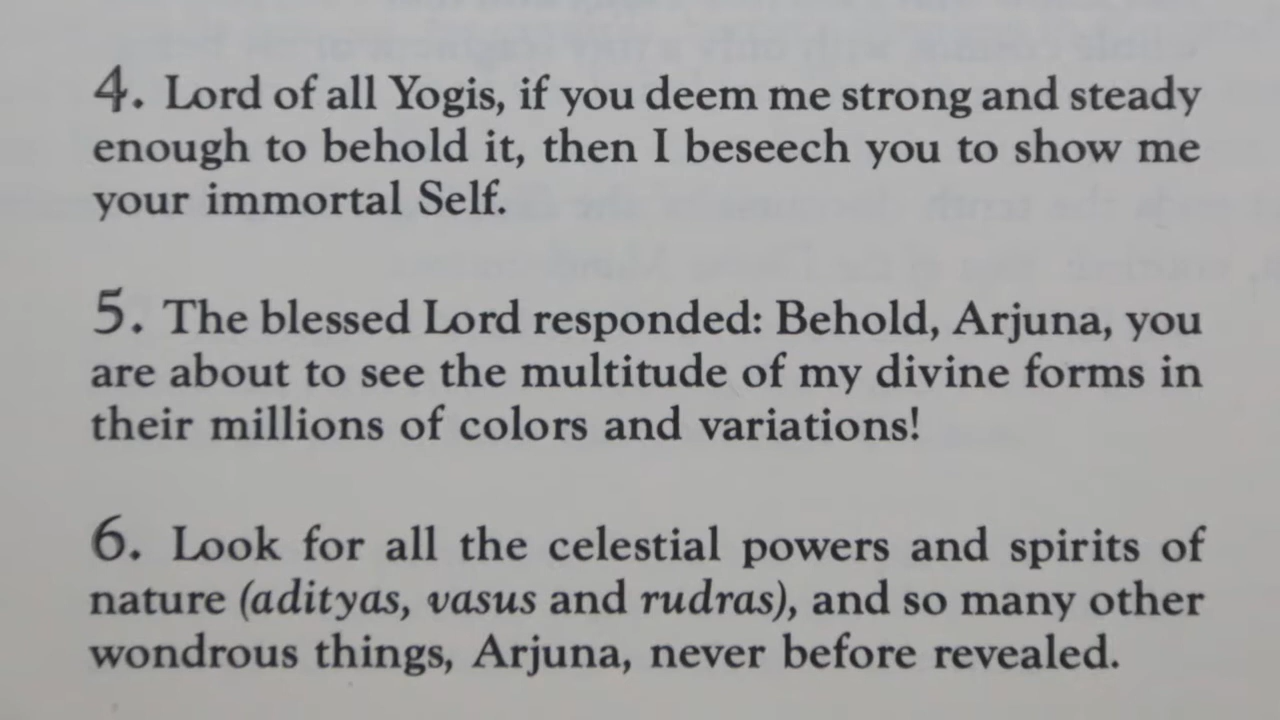 4. Lord of all Yogis, if you deem me strong and steady
enough to behold it, then I beseech you to show me
your immortal Self.
5. The blessed Lord responded: Behold, Arjuna, you
are about to see the multitude of my divine forms in
their millions of colors and variations!
6. Look for all the celestial powers and spirits of
nature (adityas, vasus and rudras), and so many other
wondrous things, Arjuna, never before revealed.